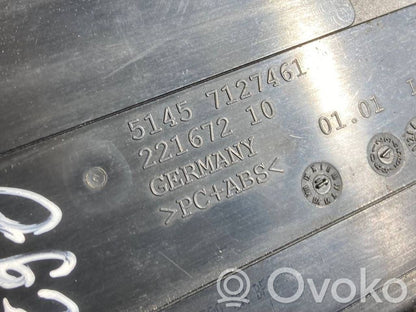 5145 7127461
221672 10
01.01
GERMANY
>PC+ABS<
Ovoko